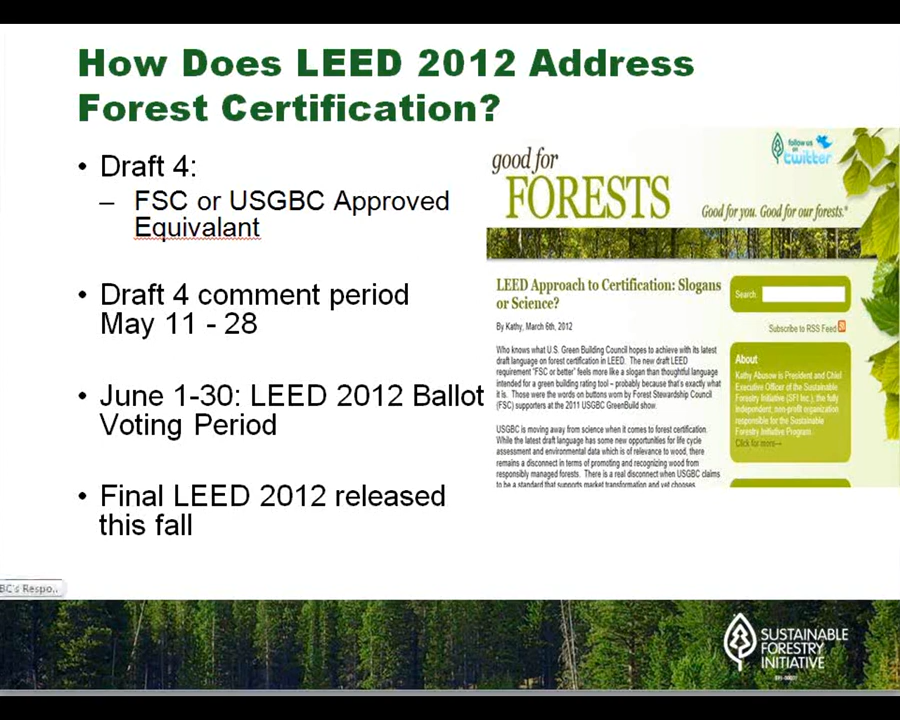 How Does LEED 2012 Address
Forest Certification?
• Draft 4:
– FSC or USGBC Approved
Equivalant
• Draft 4 comment period
May 11 - 28
• June 1-30: LEED 2012 Ballot
Voting Period
• Final LEED 2012 released
this fall
good for
FORESTS
follow us
on
twitter
Good for you. Good for our forests.®
LEED Approach to Certification: Slogans
or Science?
By Kathy, March 6th, 2012
Who knows what U.S. Green Building Council hopes to achieve with its latest
draft language on forest certification in LEED. The new draft LEED
requirement “FSC or better” feels more like a slogan than thoughtful language
intended for a green building rating tool – probably because that’s exactly what
it is. Those were the words on buttons worn by Forest Stewardship Council
(FSC) supporters at the 2011 USGBC GreenBuild show.
USGBC is moving away from science when it comes to forest certification.
While the latest draft language has some new opportunities for life cycle
assessment and environmental data which is of relevance to wood, there
remains a disconnect in terms of promoting and recognizing wood from
responsibly managed forests. There is a real disconnect when USGBC claims
to be a standard that supports market transformation and yet chooses
Search:
Subscribe to RSS Feed
About
Kathy Abusow is President and Chief
Executive Officer of the Sustainable
Forestry Initiative (SFI Inc.), the fully
independent, non-profit organization
responsible for the Sustainable
Forestry Initiative Program.
Click for more→
BC's Respo..
SUSTAINABLE
FORESTRY
INITIATIVE